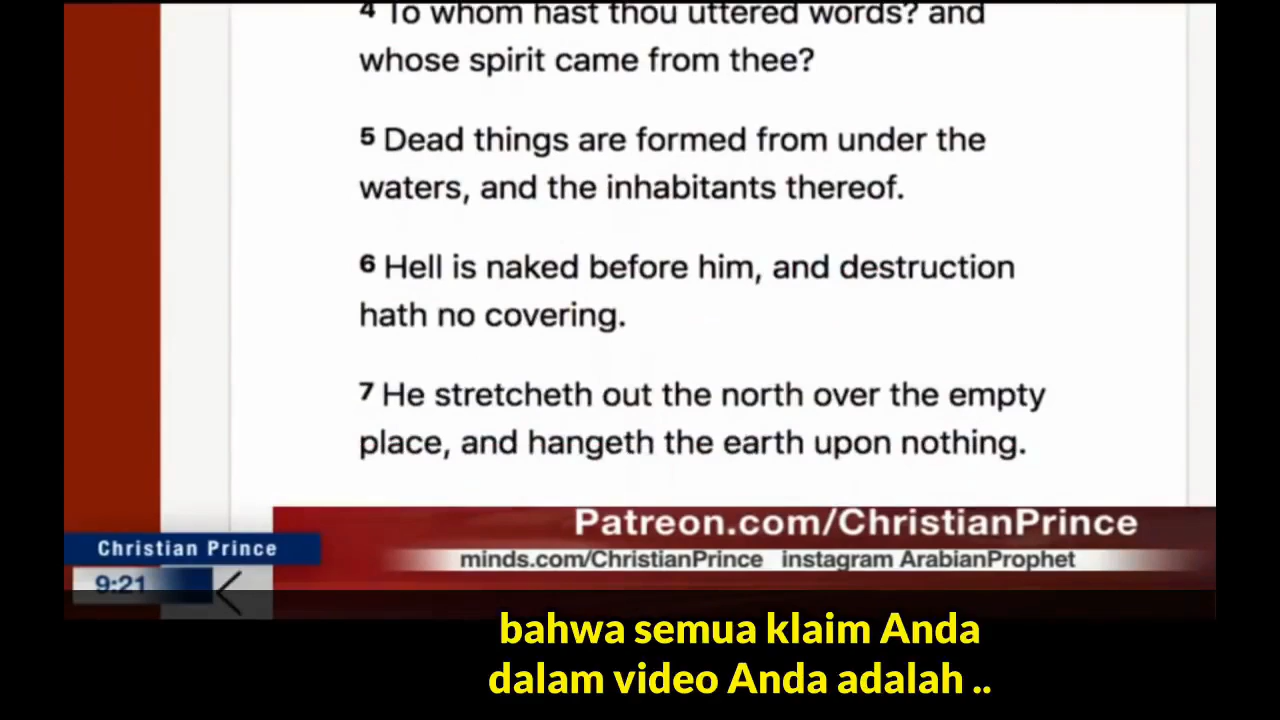 4 To whom hast thou uttered words? and
whose spirit came from thee?
5 Dead things are formed from under the
waters, and the inhabitants thereof.
6 Hell is naked before him, and destruction
hath no covering.
7 He stretcheth out the north over the empty
place, and hangeth the earth upon nothing.
Patreon.com/ChristianPrince
Christian Prince
minds.com/ChristianPrince instagram ArabianProphet
9:21
bahwa semua klaim Anda
dalam video Anda adalah ..